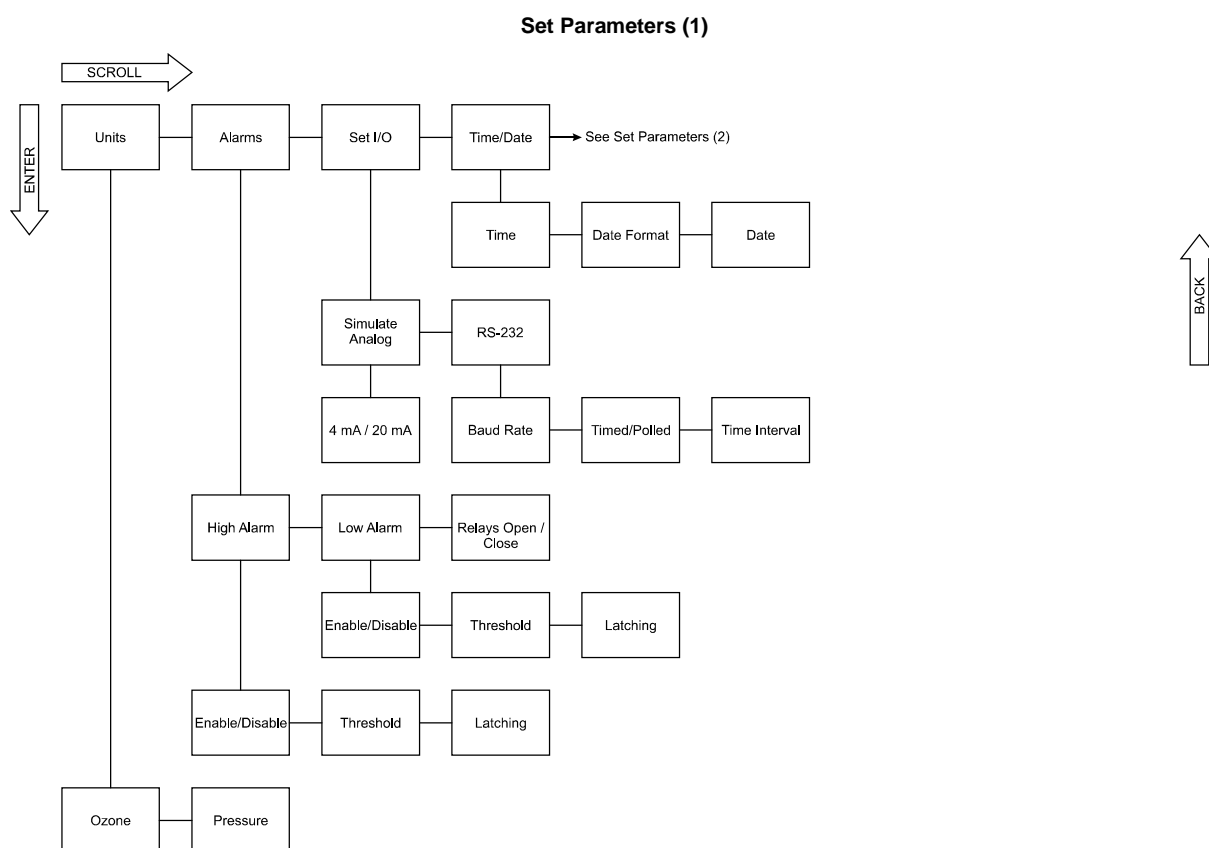 Set Parameters (1)
SCROLL
ENTER
Units
Alarms
Set I/O
Time/Date
See Set Parameters (2)
Time
Date Format
Date
BACK
Simulate
Analog
RS-232
4 mA / 20 mA
Baud Rate
Timed/Polled
Time Interval
High Alarm
Low Alarm
Relays Open /
Close
Enable/Disable
Threshold
Latching
Enable/Disable
Threshold
Latching
Ozone
Pressure